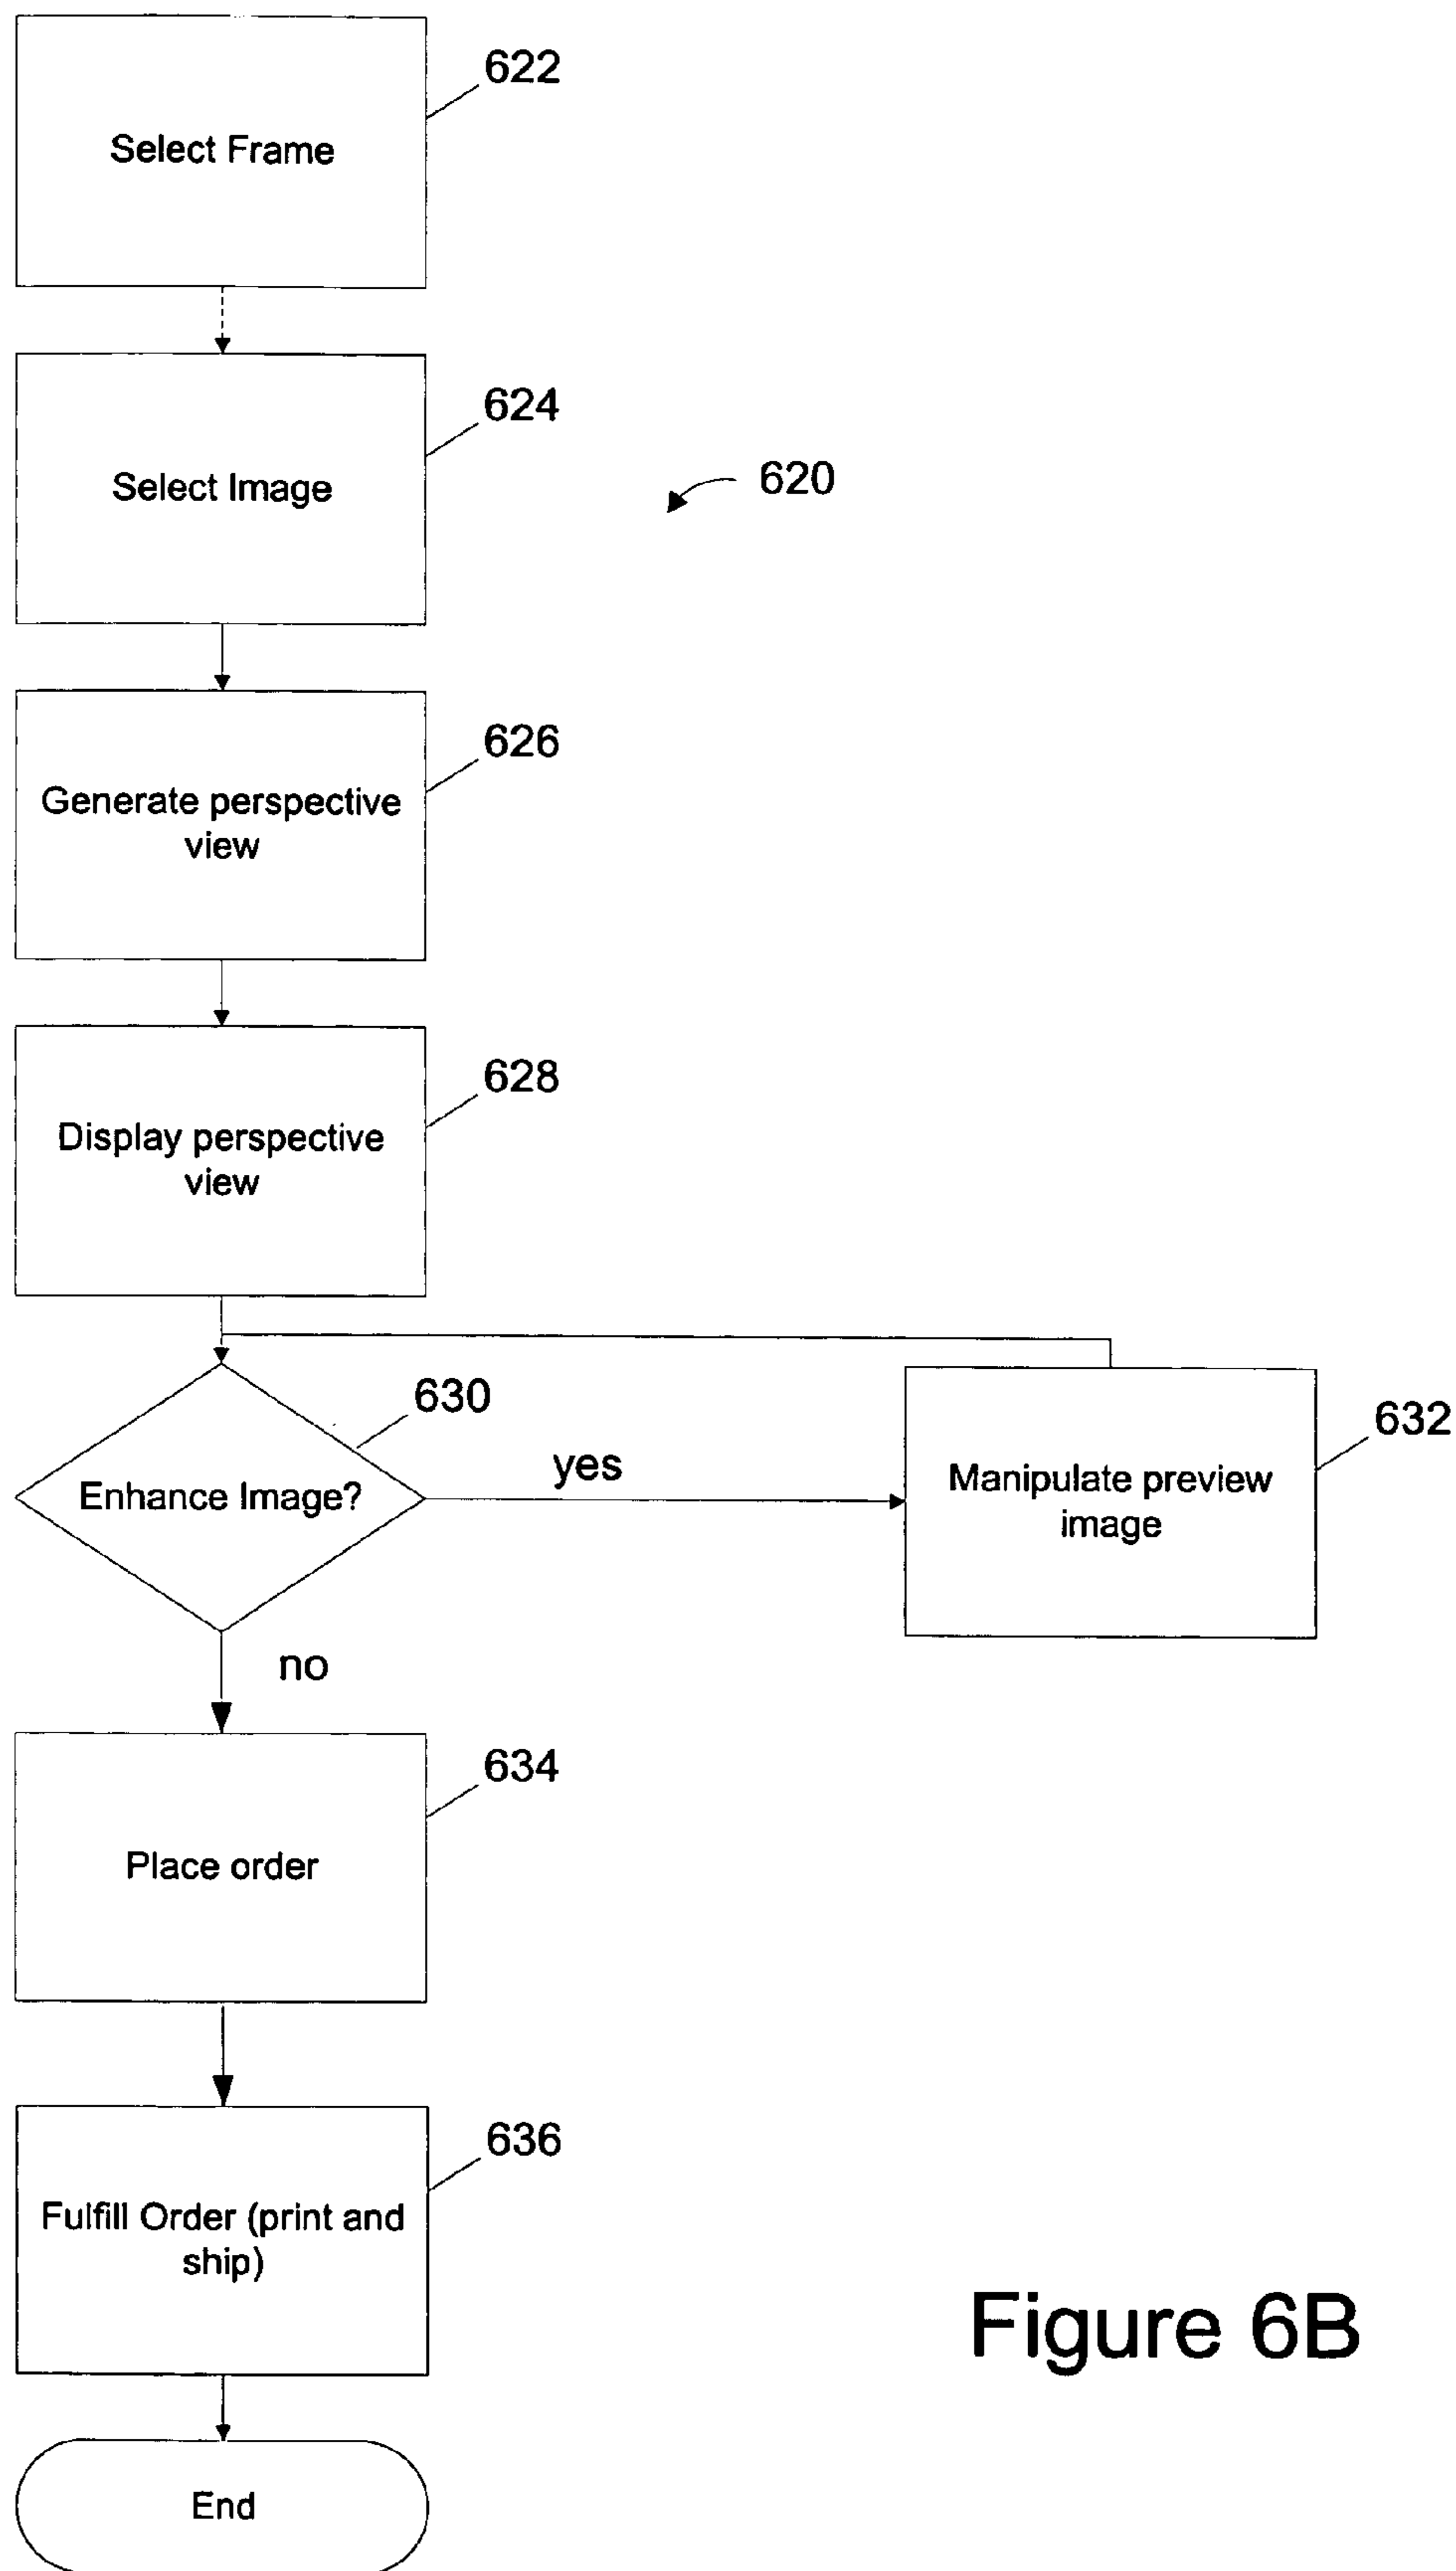 622
Select Frame
624
Select Image
620
626
Generate perspective
view
628
Display perspective
view
630
Enhance Image?
yes
632
Manipulate preview
image
no
634
Place order
636
Fulfill Order (print and
ship)
Figure 6B
End